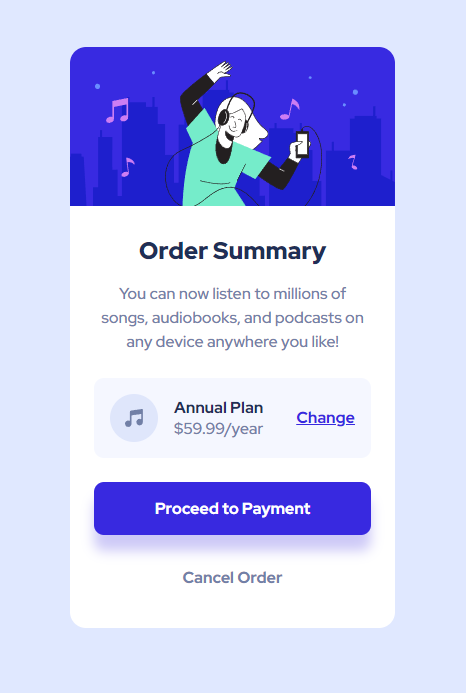 Order Summary
You can now listen to millions of
songs, audiobooks, and podcasts on
any device anywhere you like!
Annual Plan
$59.99/year
Change
Proceed to Payment
Cancel Order